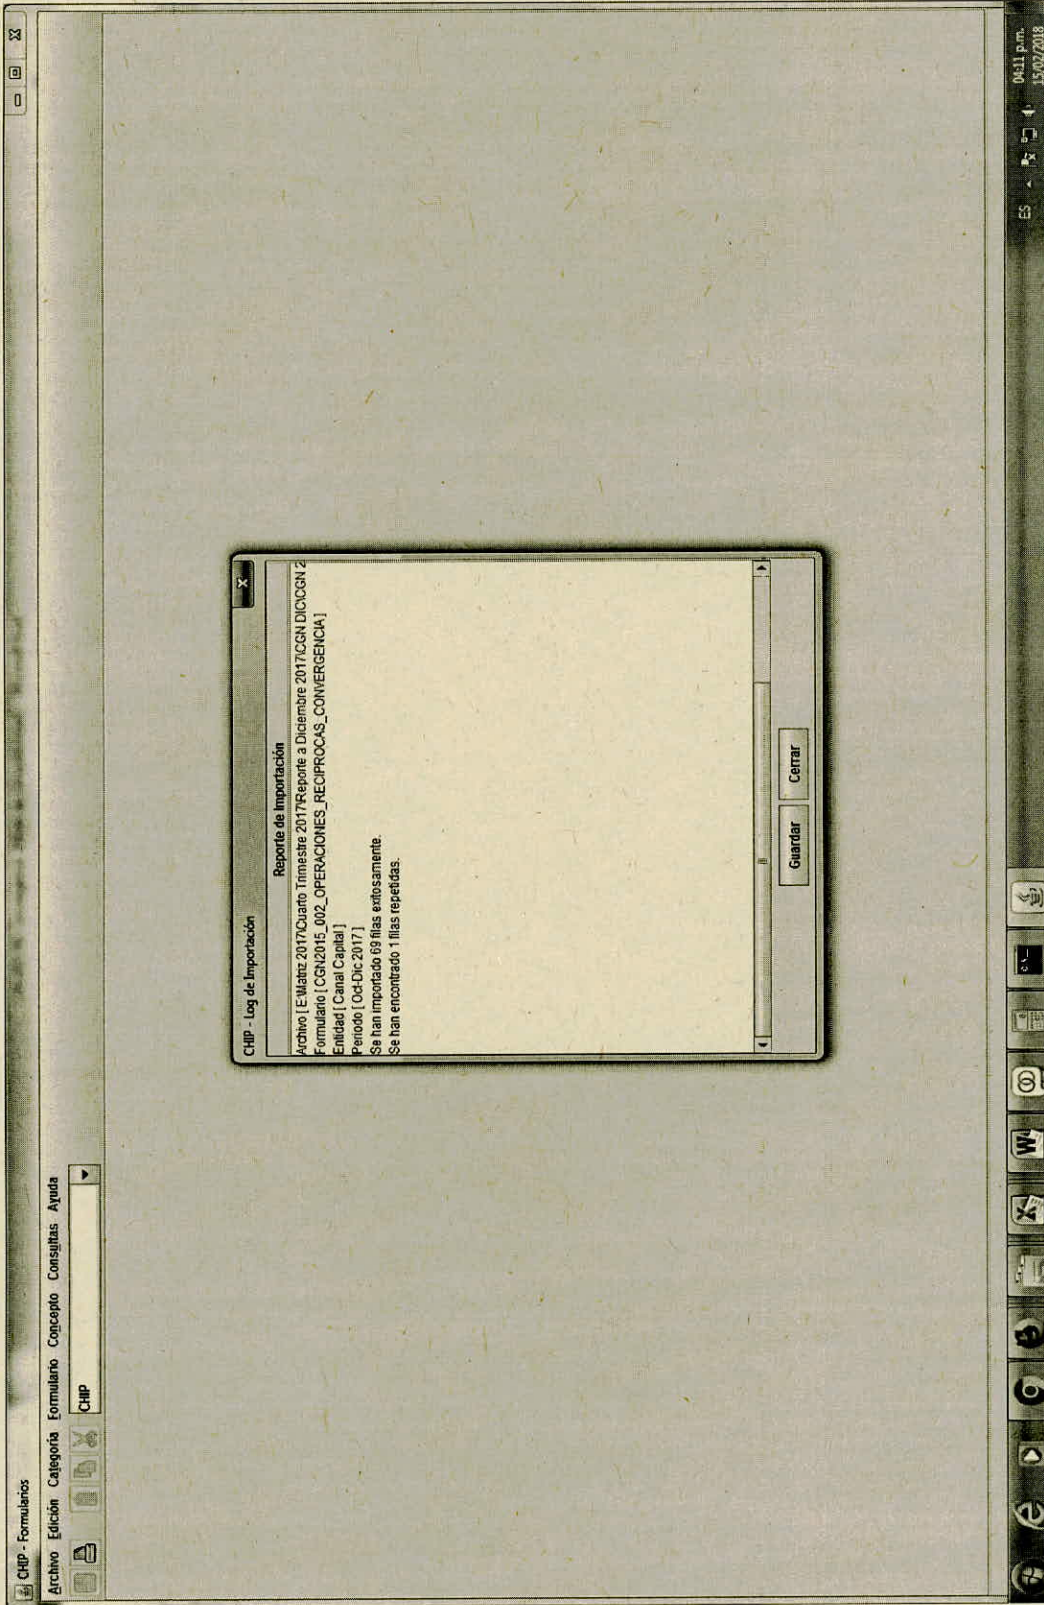 CHIP - Formularios
Archivo Edición Categoria Formulario Concepto Consultas Ayuda
CHIP
CHIP - Log de Importación
Reporte de Importación
Archivo [ E:\Matriz 2017\Cuarto Trimestre 2017\Reporte a Diciembre 2017\CGN DIC\CGN 2
Formulario [ CGN2015_002_OPERACIONES_RECIPROCAS_CONVERGENCIA ]
Entidad [ Canal Capital ]
Periodo [ Oct-Dic 2017 ]
Se han importado 69 filas exitosamente.
Se han encontrado 1 filas repetidas.
Guardar Cerrar
ES
04:11 p.m.
15/02/2018